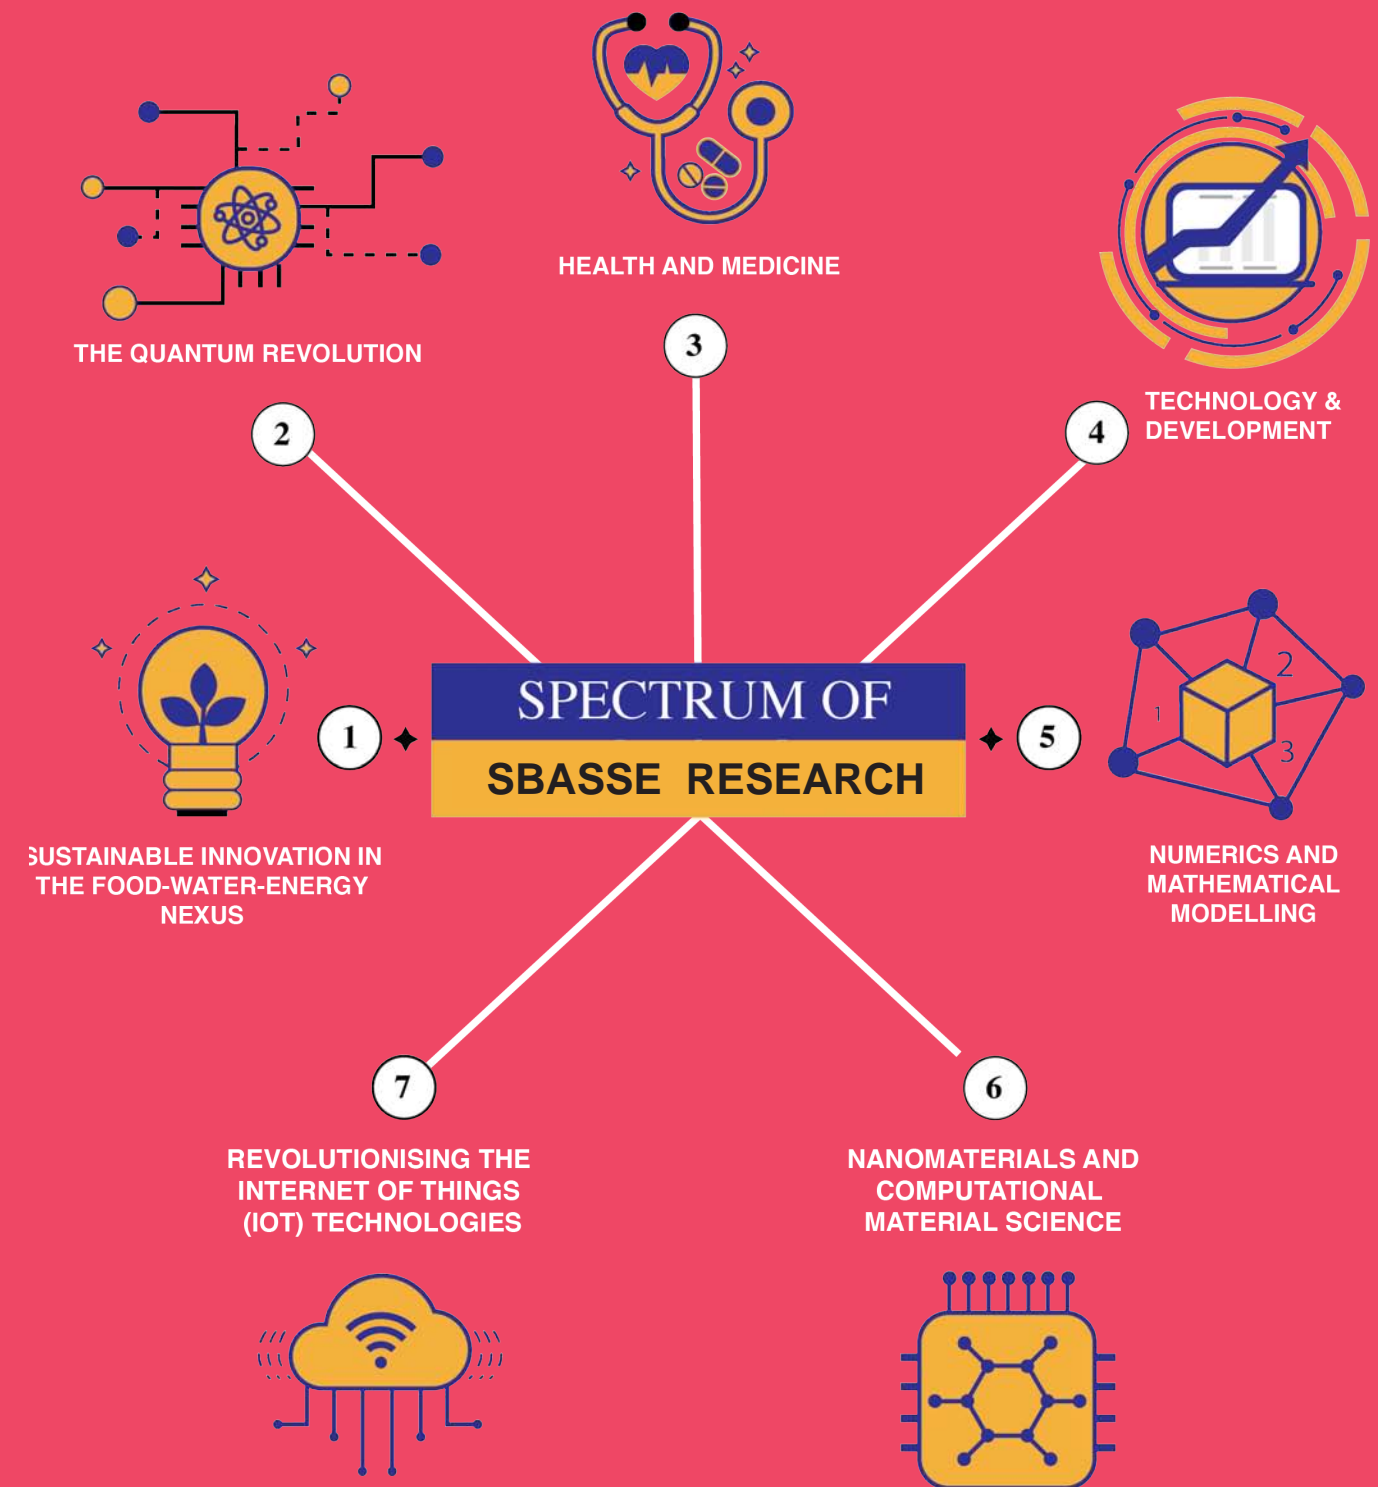 HEALTH AND MEDICINE
3
THE QUANTUM REVOLUTION
2
TECHNOLOGY &
DEVELOPMENT
4
SPECTRUM OF
SBASSE RESEARCH
1
SUSTAINABLE INNOVATION IN
THE FOOD-WATER-ENERGY
NEXUS
5
1
2
3
NUMERICS AND
MATHEMATICAL
MODELLING
7
REVOLUTIONISING THE
INTERNET OF THINGS
(IOT) TECHNOLOGIES
6
NANOMATERIALS AND
COMPUTATIONAL
MATERIAL SCIENCE